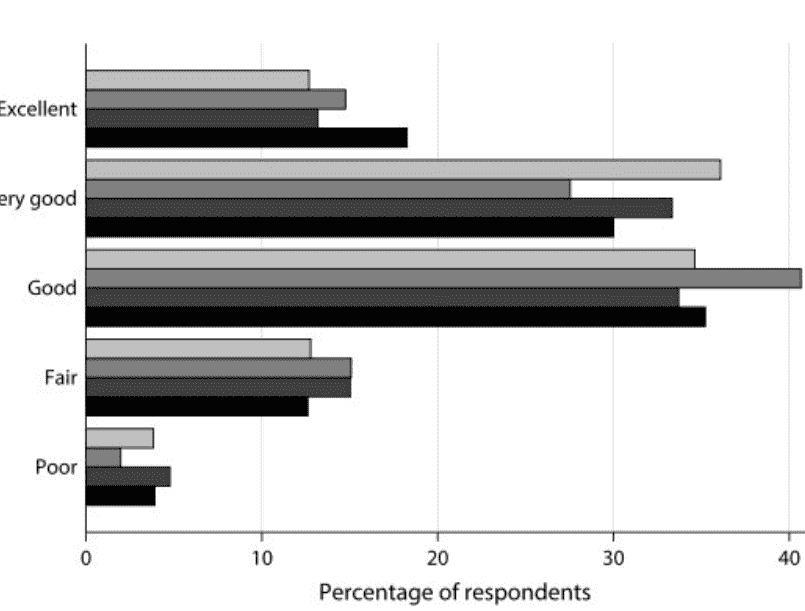 Excellent
ery good
Good
Fair
Poor
0 10 20 30 40
Percentage of respondents